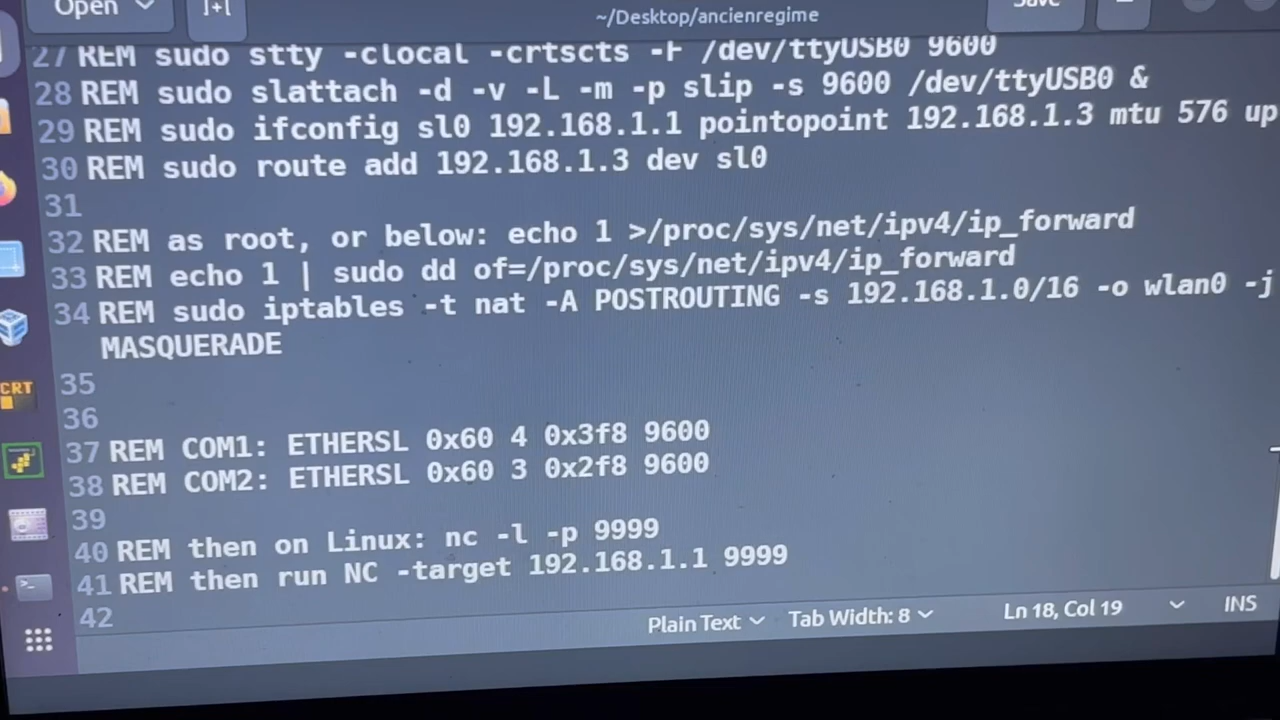 Open
~/Desktop/ancienregime
Save
27 REM sudo stty -clocal -crtscts -F /dev/ttyUSB0 9600
28 REM sudo slattach -d -v -L -m -p slip -s 9600 /dev/ttyUSB0 &
29 REM sudo ifconfig sl0 192.168.1.1 pointopoint 192.168.1.3 mtu 576 up
30 REM sudo route add 192.168.1.3 dev sl0
31
32 REM as root, or below: echo 1 >/proc/sys/net/ipv4/ip_forward
33 REM echo 1 | sudo dd of=/proc/sys/net/ipv4/ip_forward
34 REM sudo iptables -t nat -A POSTROUTING -s 192.168.1.0/16 -o wlan0 -j
MASQUERADE
35
36
37 REM COM1: ETHERSL 0x60 4 0x3f8 9600
38 REM COM2: ETHERSL 0x60 3 0x2f8 9600
39
40 REM then on Linux: nc -l -p 9999
41 REM then run NC -target 192.168.1.1 9999
42
Plain Text Tab Width: 8 Ln 18, Col 19 INS
CRT